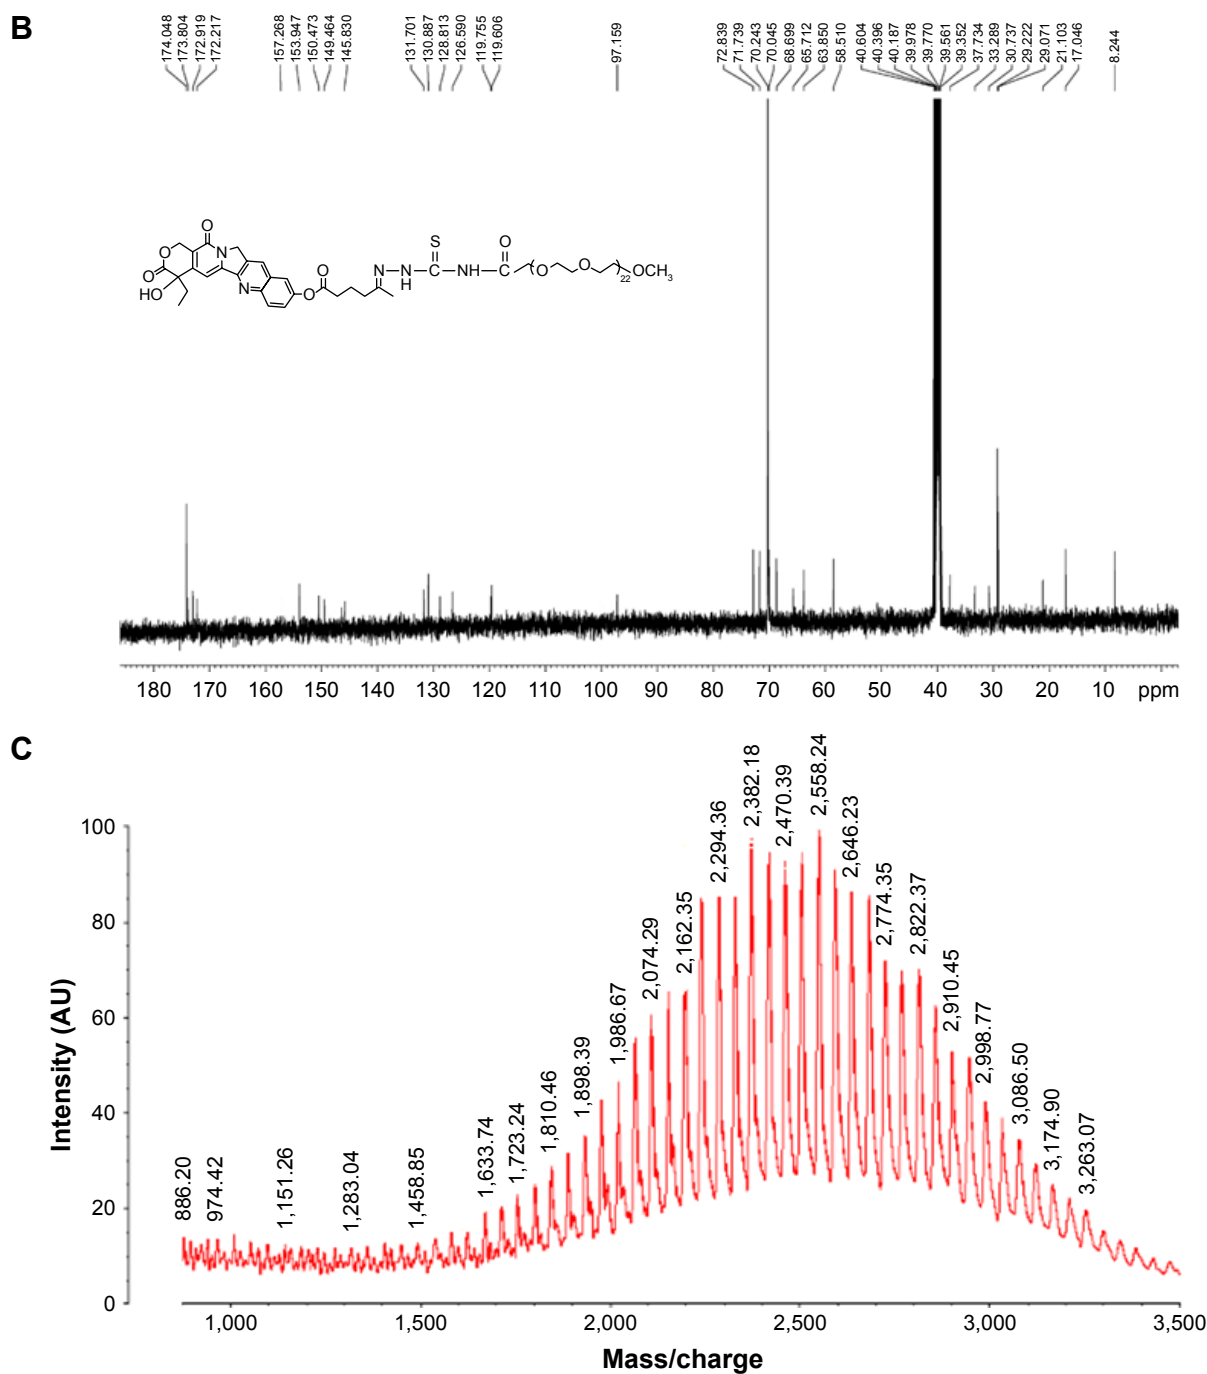 B
174.048
173.804
172.919
172.217
157.268
153.947
150.473
149.464
145.830
131.701
130.887
128.813
126.590
119.755
119.606
97.159
72.839
71.739
70.243
70.045
68.699
65.712
63.850
58.510
40.604
40.396
40.187
39.978
39.770
39.561
39.352
37.734
33.289
30.737
29.222
29.071
21.103
17.046
8.244
O
O
N
O
N
HO
O
O
N
NH
H
S
C
NH
O
C
O
O
22
OCH3
180 170 160 150 140 130 120 110 100 90 80 70 60 50 40 30 20 10 ppm
C
Intensity (AU)
100
80
60
40
20
0
886.20
974.42
1,151.26
1,283.04
1,458.85
1,633.74
1,723.24
1,810.46
1,898.39
1,986.67
2,074.29
2,162.35
2,294.36
2,382.18
2,470.39
2,558.24
2,646.23
2,774.35
2,822.37
2,910.45
2,998.77
3,086.50
3,174.90
3,263.07
1,000 1,500 2,000 2,500 3,000 3,500
Mass/charge